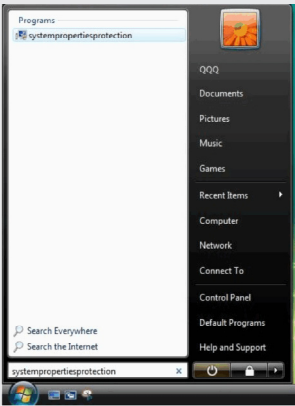 Programs
systempropertiesprotection
Search Everywhere
Search the Internet
systempropertiesprotection
QQQ
Documents
Pictures
Music
Games
Recent Items
Computer
Network
Connect To
Control Panel
Default Programs
Help and Support